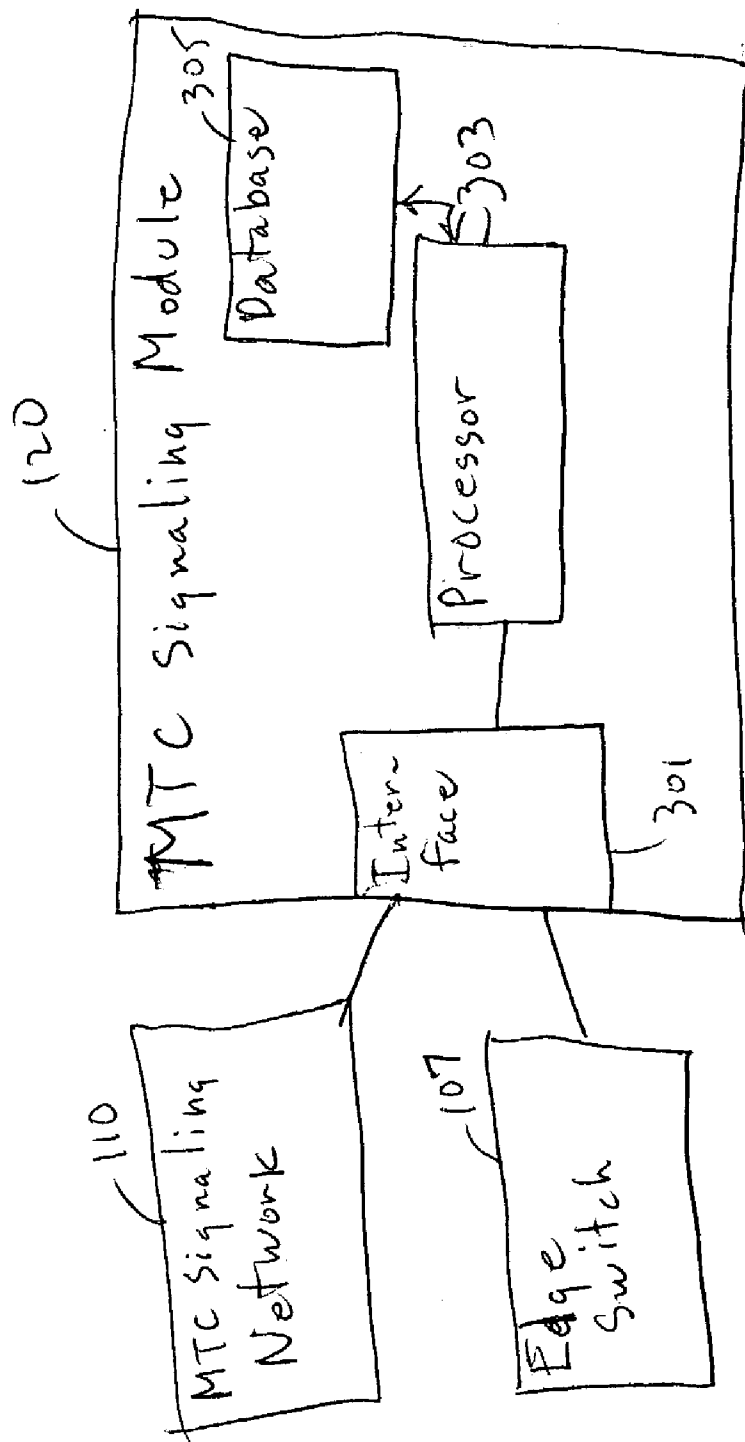 120
MTC Signaling Module
305
Database
303
Processor
Inter-
face
301
110
MTC Signaling
Network
107
Edge
Switch